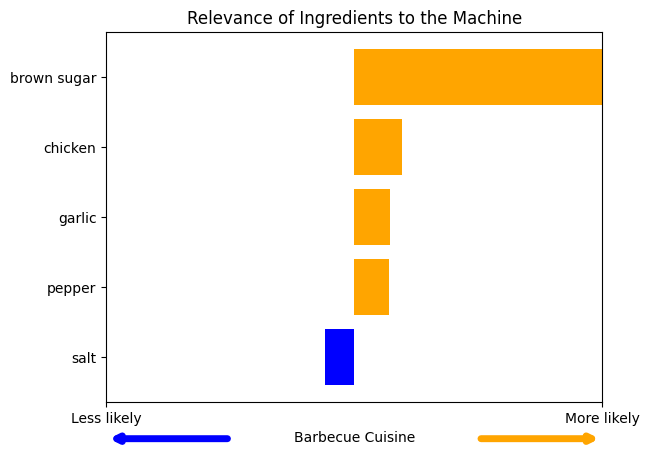 Relevance of Ingredients to the Machine
brown sugar
chicken
garlic
pepper
salt
Less likely
More likely
Barbecue Cuisine